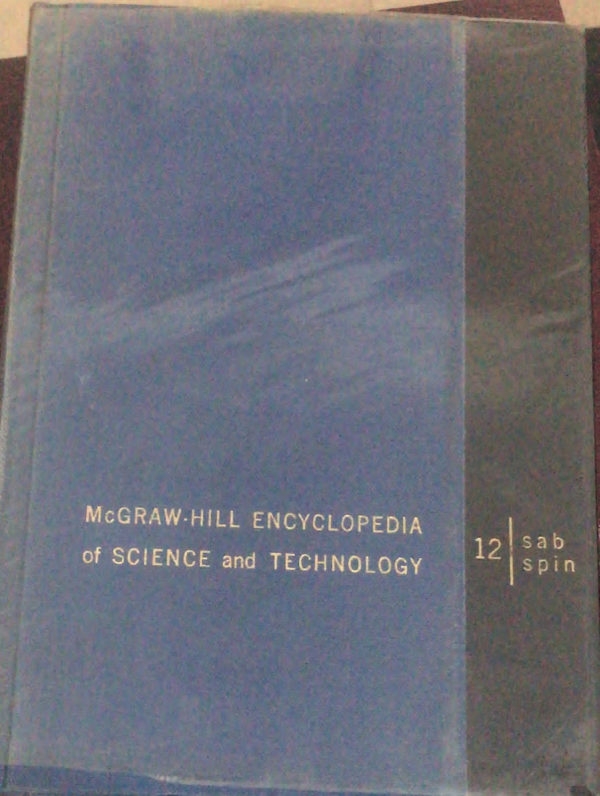 McGRAW-HILL ENCYCLOPEDIA
of SCIENCE and TECHNOLOGY
12
sab
spin